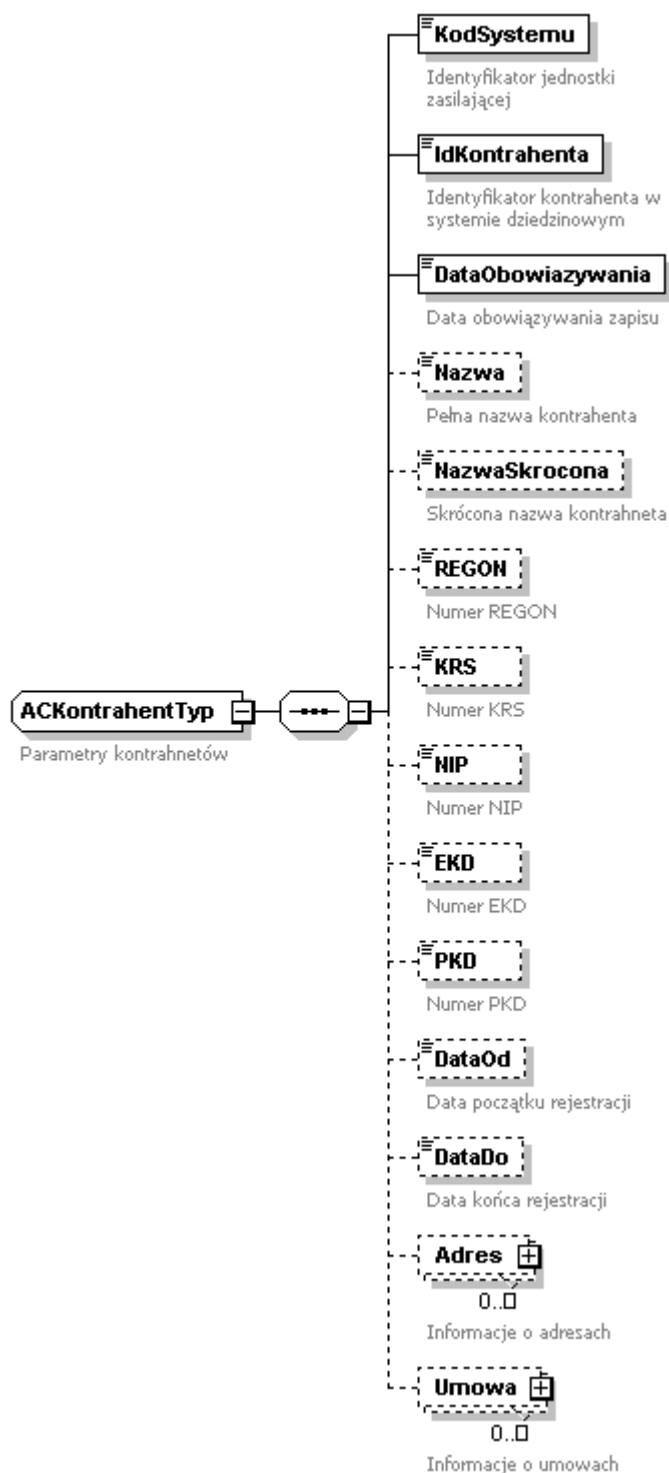 KodSystemu
Identyfikator jednostki
zasilającej
IdKontrahenta
Identyfikator kontrahenta w
systemie dziedzinowym
DataObowiazywania
Data obowiązywania zapisu
Nazwa
Pełna nazwa kontrahenta
NazwaSkrocona
Skrócona nazwa kontrahneta
REGON
Numer REGON
KRS
Numer KRS
ACKontrahentTyp
Parametry kontrahnetów
NIP
Numer NIP
EKD
Numer EKD
PKD
Numer PKD
DataOd
Data początku rejestracji
DataDo
Data końca rejestracji
Adres
0..
Informacje o adresach
Umowa
0..
Informacje o umowach